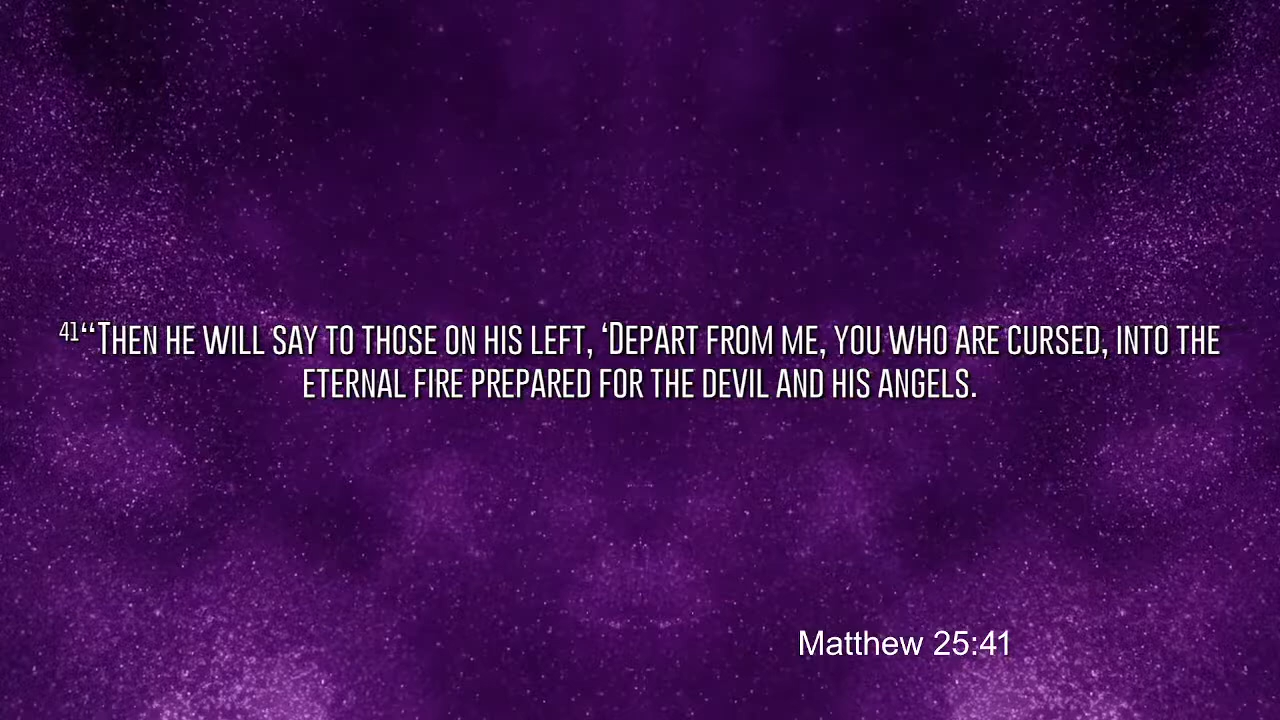 41“Then he will say to those on his left, ‘Depart from me, you who are cursed, into the
eternal fire prepared for the devil and his angels.
Matthew 25:41